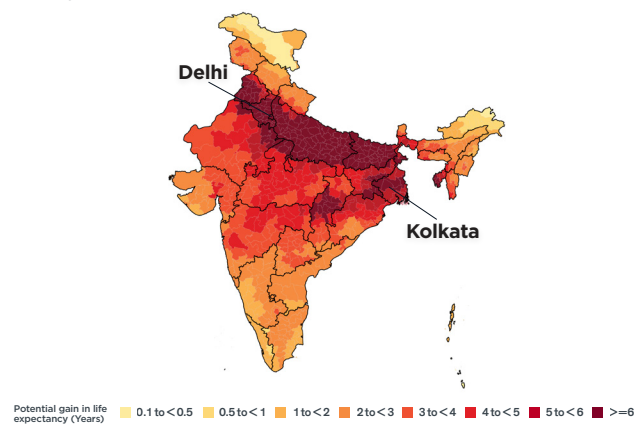 Delhi
Kolkata
Potential gain in life
expectancy (Years)
0.1 to<0.5
0.5 to<1
1 to<2
2 to<3
3 to<4
4 to<5
5 to<6
>=6